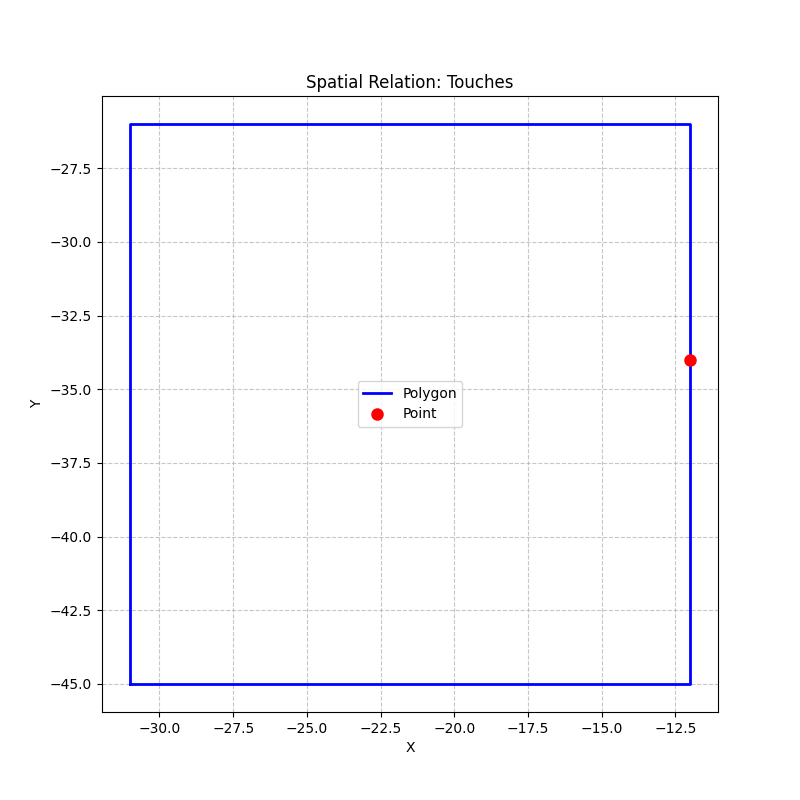 Spatial Relation: Touches
−27.5
−30.0
−32.5
−35.0
−37.5
−40.0
−42.5
−45.0
Y
Polygon
Point
−30.0 −27.5 −25.0 −22.5 −20.0 −17.5 −15.0 −12.5
X